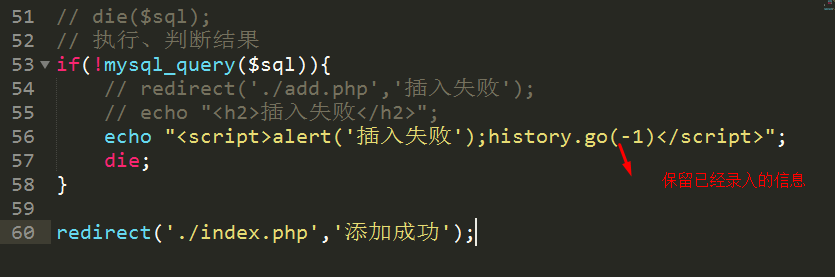 51 // die($sql);
52 // 执行、判断结果
53 if(!mysql_query($sql)){
54     // redirect('./add.php','插入失败');
55     // echo "<h2>插入失败</h2>";
56     echo "<script>alert('插入失败');history.go(-1)</script>";
57     die;
58 }
保留已经录入的信息
59
60 redirect('./index.php','添加成功');